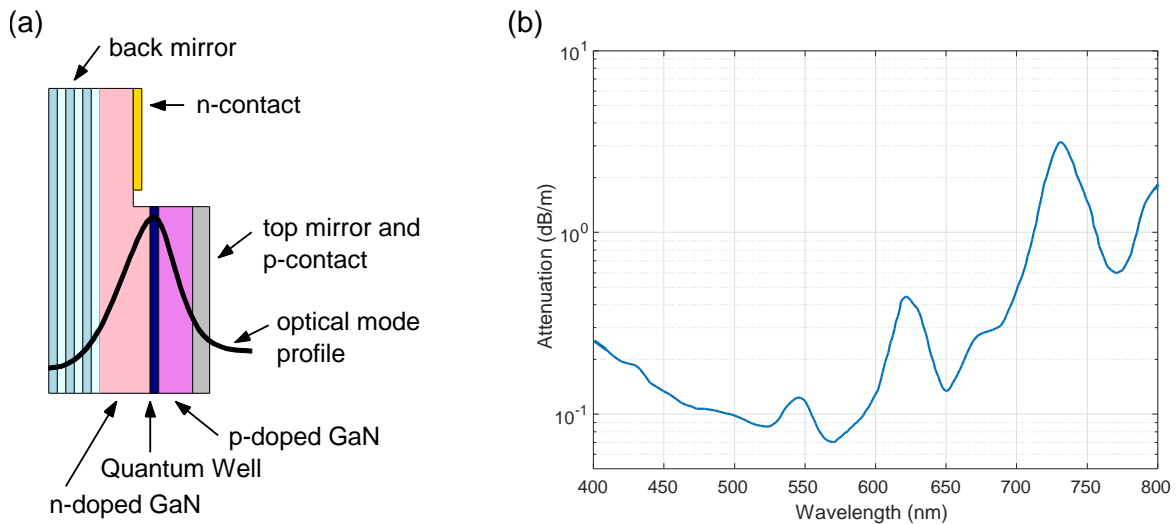 (a)
back mirror
n-contact
top mirror and
p-contact
optical mode
profile
p-doped GaN
Quantum Well
n-doped GaN
(b)
10^1
10^0
10^-1
Attenuation (dB/m)
400 450 500 550 600 650 700 750 800
Wavelength (nm)